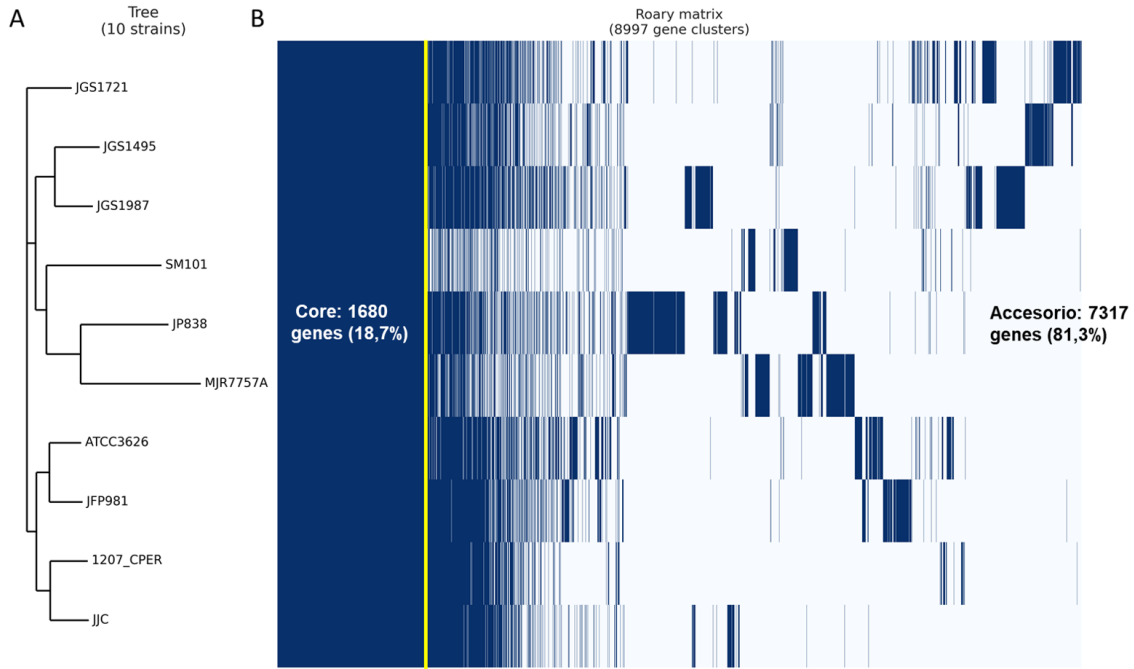 A
Tree
(10 strains)
B
Roary matrix
(8997 gene clusters)
JGS1721
JGS1495
JGS1987
SM101
JP838
MJR7757A
ATCC3626
JFP981
1207_CPER
JJC
Core: 1680
genes (18,7%)
Accesorio: 7317
genes (81,3%)